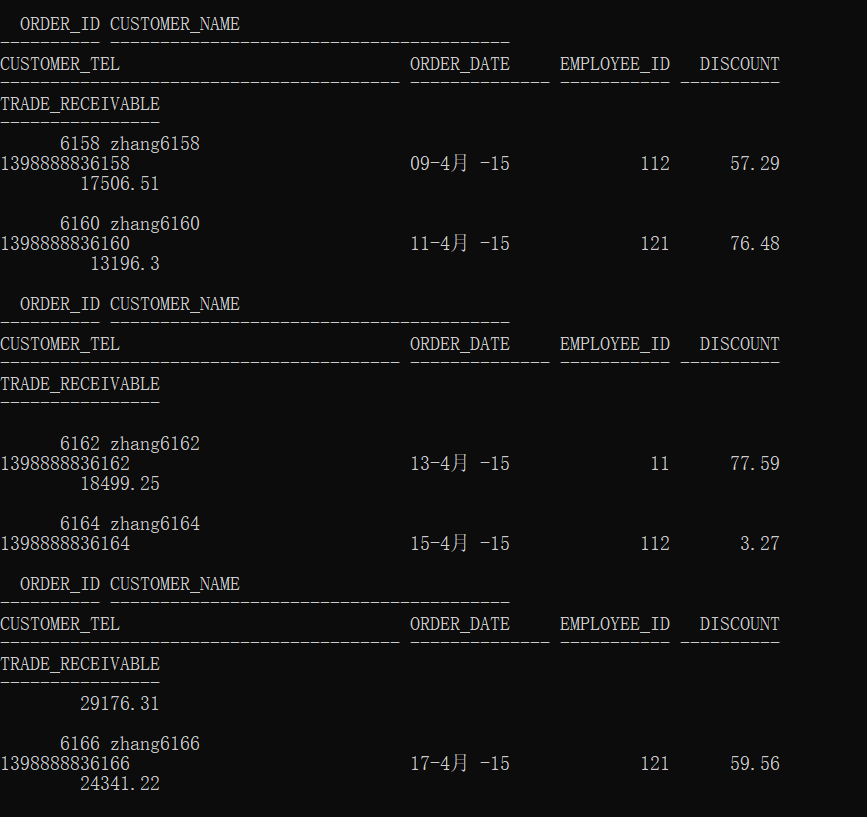 ORDER_ID CUSTOMER_NAME
---------- ----------------------------------------
CUSTOMER_TEL ORDER_DATE EMPLOYEE_ID DISCOUNT
---------------------------------------- -------------- ----------- ----------
TRADE_RECEIVABLE
----------------
6158 zhang6158
1398888836158 09-4月 -15 112 57.29
17506.51
6160 zhang6160
1398888836160 11-4月 -15 121 76.48
13196.3
ORDER_ID CUSTOMER_NAME
---------- ----------------------------------------
CUSTOMER_TEL ORDER_DATE EMPLOYEE_ID DISCOUNT
---------------------------------------- -------------- ----------- ----------
TRADE_RECEIVABLE
----------------
6162 zhang6162
1398888836162 13-4月 -15 11 77.59
18499.25
6164 zhang6164
1398888836164 15-4月 -15 112 3.27
ORDER_ID CUSTOMER_NAME
---------- ----------------------------------------
CUSTOMER_TEL ORDER_DATE EMPLOYEE_ID DISCOUNT
---------------------------------------- -------------- ----------- ----------
TRADE_RECEIVABLE
----------------
29176.31
6166 zhang6166
1398888836166 17-4月 -15 121 59.56
24341.22